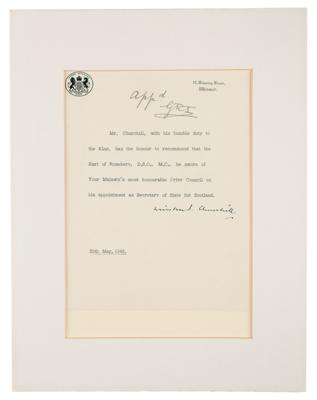 10, Downing Street,
Whitehall.
App^d
GRI
Mr. Churchill, with his humble duty to
the King, has the honour to recommend that the
Earl of Rosebery, D.S.O., M.C., be sworn of
Your Majesty's most honourable Privy Council on
his appointment as Secretary of State for Scotland.
Winston S. Churchill
May, 1945.